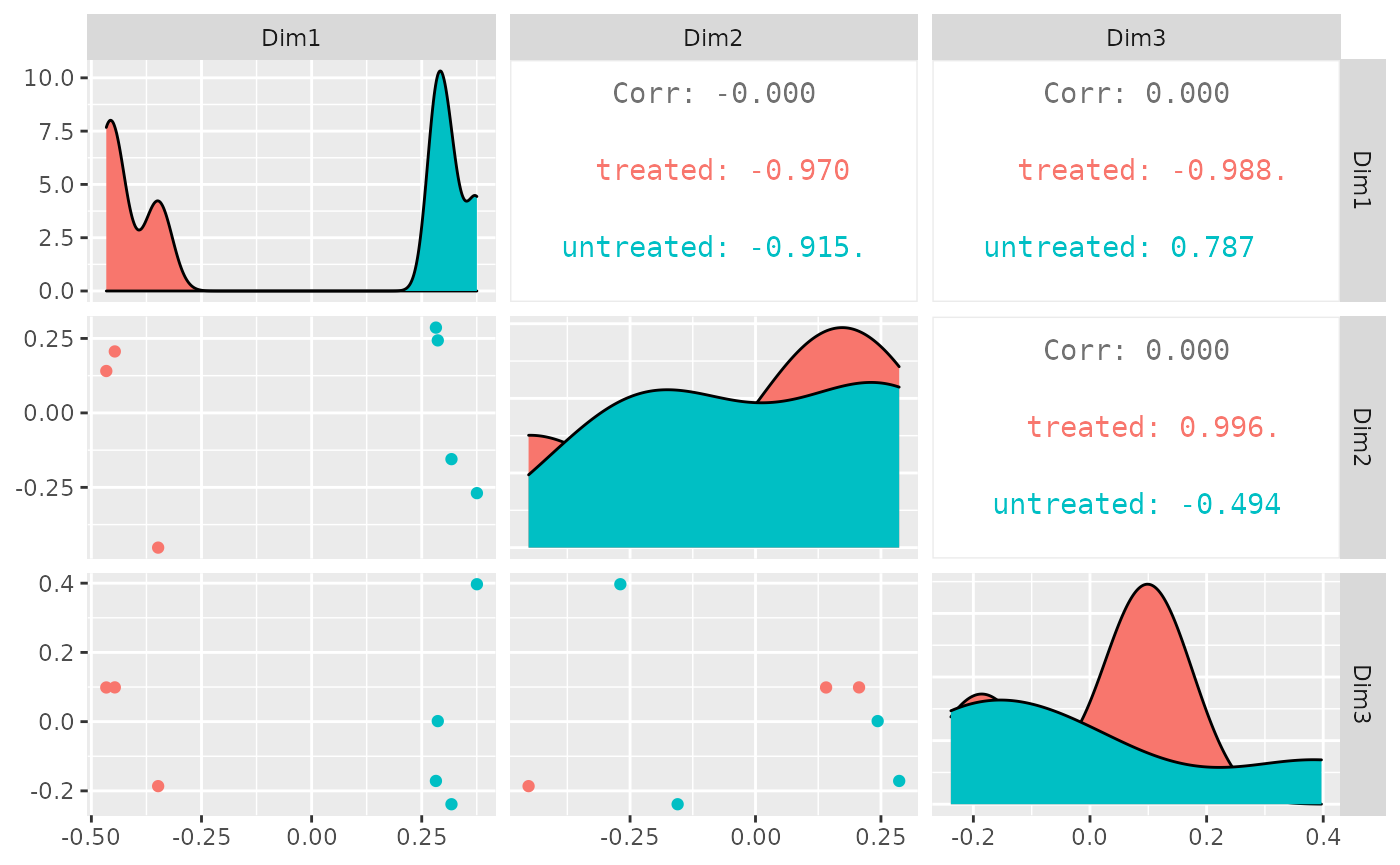 Dim1
Dim2
Dim3
10.0
7.5
5.0
2.5
0.0
Corr: -0.000
treated: -0.970
untreated: -0.915.
Corr: 0.000
treated: -0.988.
untreated: 0.787
Dim1
0.25
0.00
-0.25
Corr: 0.000
treated: 0.996.
untreated: -0.494
Dim2
0.4
0.2
0.0
-0.2
Dim3
-0.50
-0.25
0.00
0.25
-0.25
0.00
0.25
-0.2
0.0
0.2
0.4